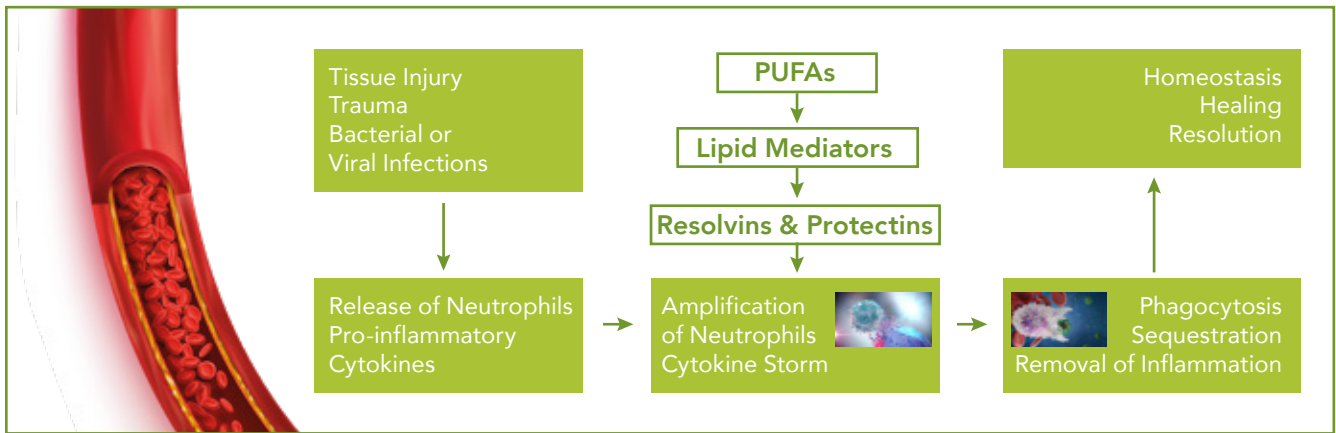 Tissue Injury
Trauma
Bacterial or
Viral Infections
Release of Neutrophils
Pro-inflammatory
Cytokines
PUFAs
Lipid Mediators
Resolvins & Protectins
Amplification
of Neutrophils
Cytokine Storm
Phagocytosis
Sequestration
Removal of Inflammation
Homeostasis
Healing
Resolution